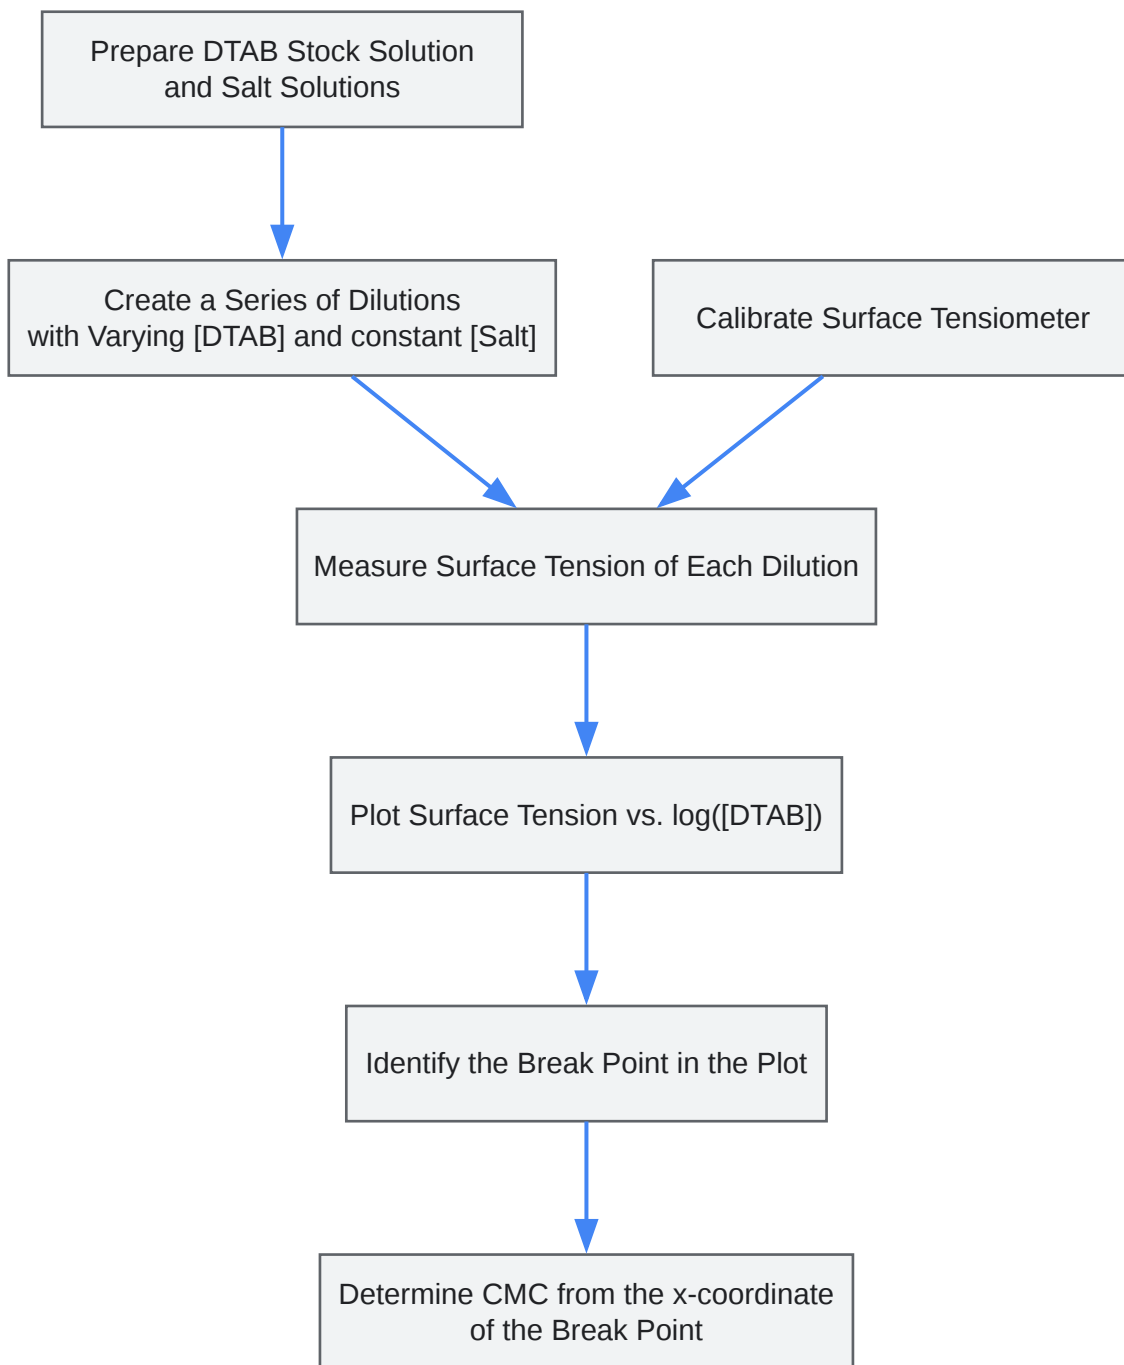 Prepare DTAB Stock Solution
and Salt Solutions
Create a Series of Dilutions
with Varying [DTAB] and constant [Salt]
Calibrate Surface Tensiometer
Measure Surface Tension of Each Dilution
Plot Surface Tension vs. log([DTAB])
Identify the Break Point in the Plot
Determine CMC from the x-coordinate
of the Break Point